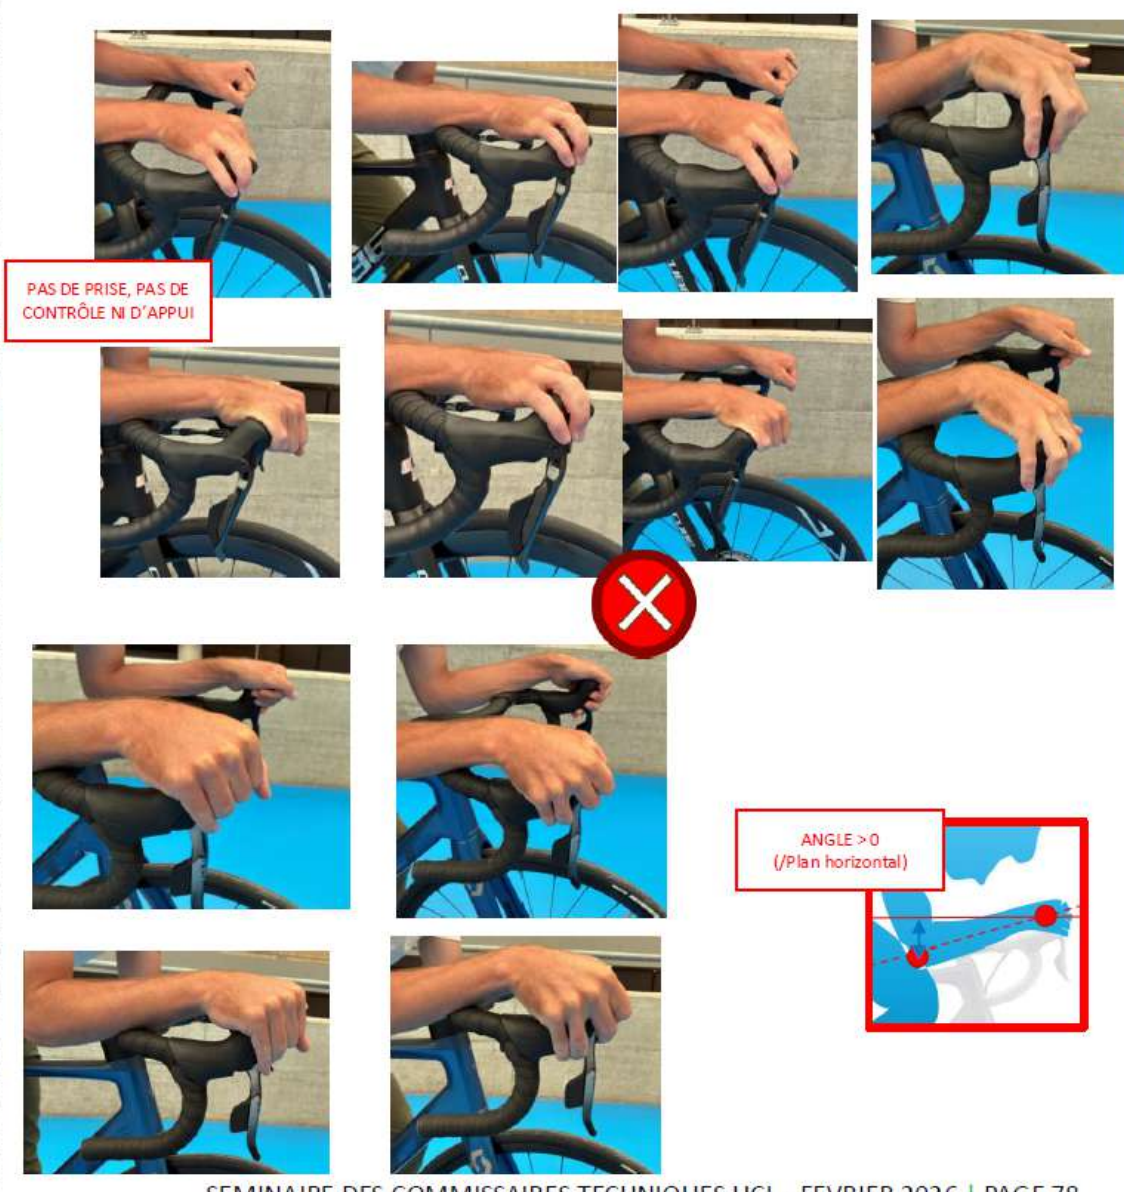 PAS DE PRISE, PAS DE
CONTRÔLE NI D'APPUI
ANGLE > 0
(/Plan horizontal)
SEMINAIRE DES COMMISSAIRES TECHNIQUES UCI – FEVRIER 2026 | PAGE 78